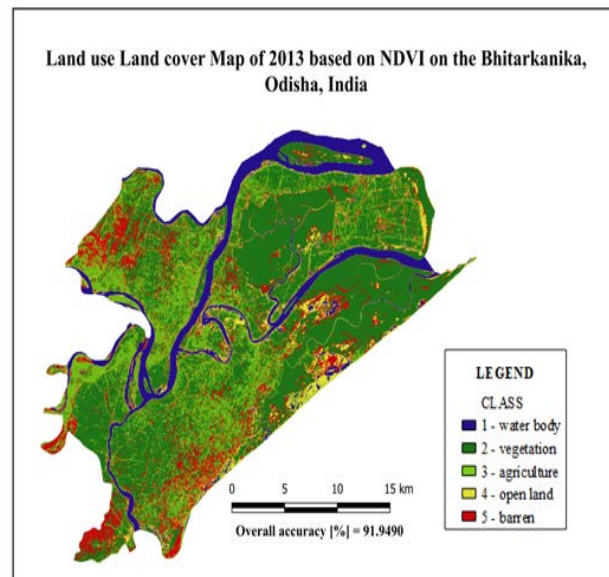 Land use Land cover Map of 2013 based on NDVI on the Bhitarkanika,
Odisha, India
LEGEND
CLASS
1 - water body
2 - vegetation
3 - agriculture
4 - open land
5 - barren
0 5 10 15 km
Overall accuracy [%] = 91.9490